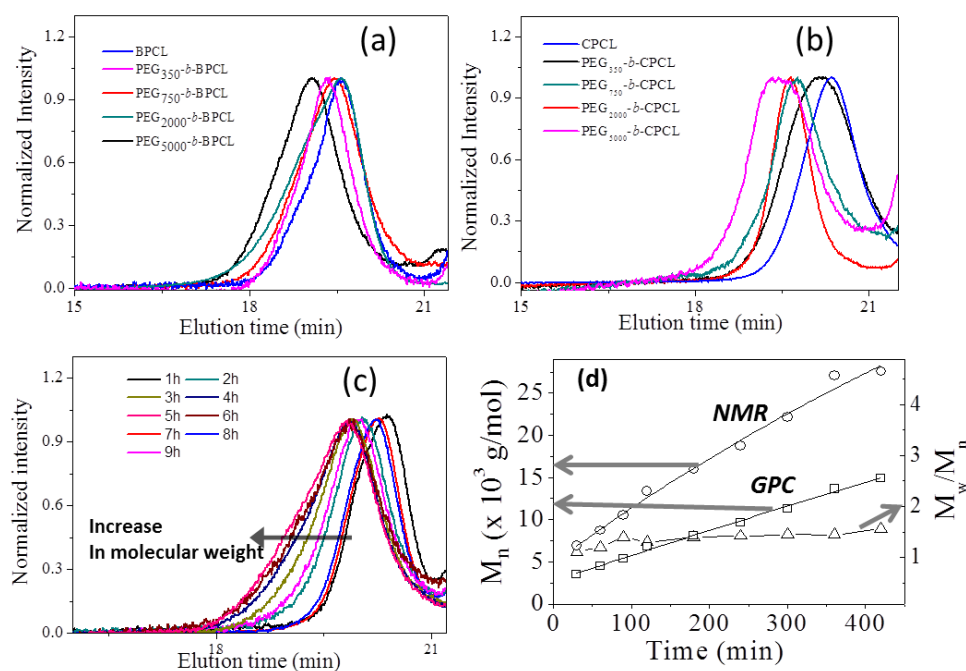 (a)
BPCL
PEG350-b-BPCL
PEG750-b-BPCL
PEG2000-b-BPCL
PEG5000-b-BPCL
Normalized Intensity
1.2
0.9
0.6
0.3
0.0
15 18 21
Elution time (min)
(b)
CPCL
PEG350-b-CPCL
PEG750-b-CPCL
PEG2000-b-CPCL
PEG5000-b-CPCL
Normalized Intensity
1.2
0.9
0.6
0.3
0.0
15 18 21
Elution time (min)
(c)
1h 2h
3h 4h
5h 6h
7h 8h
9h
Increase
In molecular weight
Normalized intensity
1.2
0.9
0.6
0.3
0.0
18 21
Elution time (min)
(d)
NMR
GPC
Mn (x 10³ g/mol)
25
20
15
10
5
0
Mw/Mn
4
3
2
1
0 100 200 300 400
Time (min)